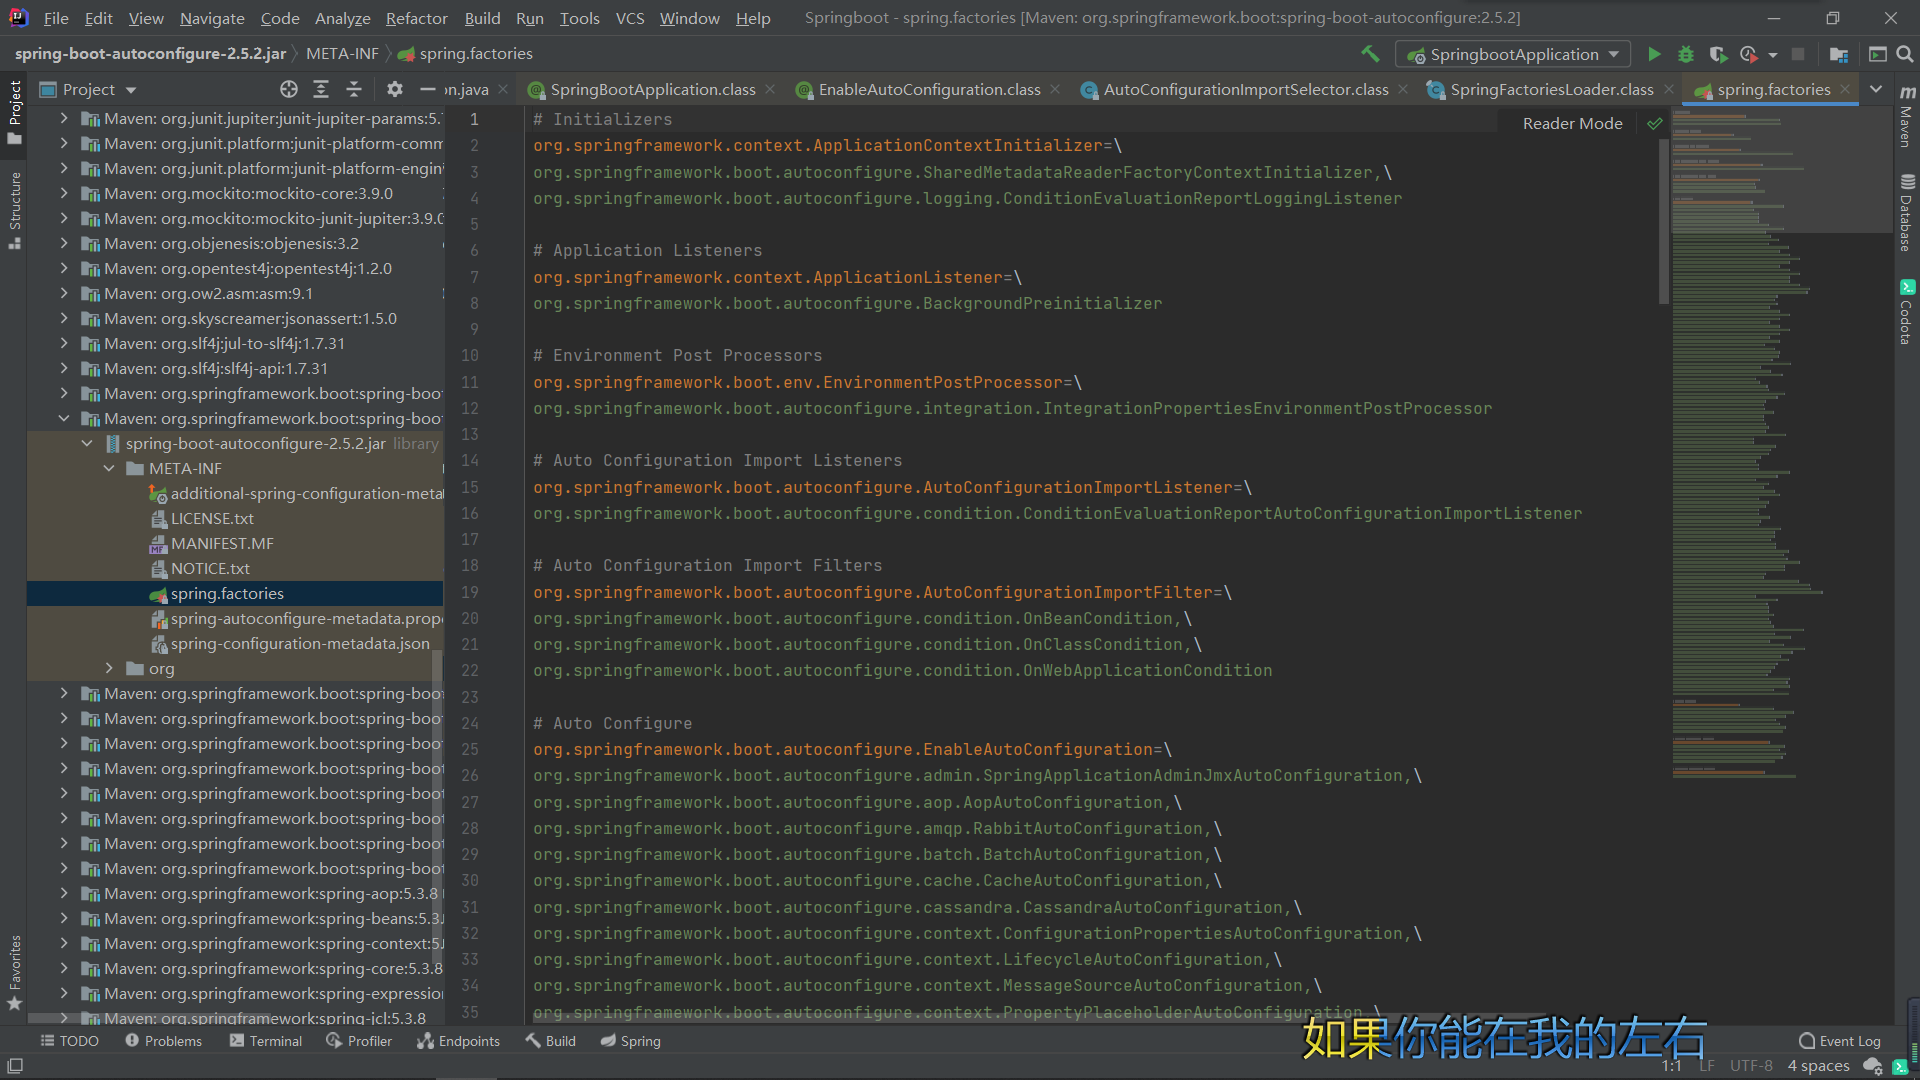 File Edit View Navigate Code Analyze Refactor Build Run Tools VCS Window Help Springboot - spring.factories [Maven: org.springframework.boot:spring-boot-autoconfigure:2.5.2]
spring-boot-autoconfigure-2.5.2.jar META-INF spring.factories SpringbootApplication
Project on.java SpringBootApplication.class EnableAutoConfiguration.class AutoConfigurationImportSelector.class SpringFactoriesLoader.class spring.factories
Project
Structure
Favorites
Maven: org.junit.jupiter:junit-jupiter-params:5.
Maven: org.junit.platform:junit-platform-comm
Maven: org.junit.platform:junit-platform-engin
Maven: org.mockito:mockito-core:3.9.0
Maven: org.mockito:mockito-junit-jupiter:3.9.0
Maven: org.objenesis:objenesis:3.2
Maven: org.opentest4j:opentest4j:1.2.0
Maven: org.ow2.asm:asm:9.1
Maven: org.skyscreamer:jsonassert:1.5.0
Maven: org.slf4j:jul-to-slf4j:1.7.31
Maven: org.slf4j:slf4j-api:1.7.31
Maven: org.springframework.boot:spring-boot
Maven: org.springframework.boot:spring-boot
spring-boot-autoconfigure-2.5.2.jar library
META-INF
additional-spring-configuration-meta
LICENSE.txt
MANIFEST.MF
NOTICE.txt
spring.factories
spring-autoconfigure-metadata.prope
spring-configuration-metadata.json
org
Maven: org.springframework.boot:spring-boot
Maven: org.springframework.boot:spring-boot
Maven: org.springframework.boot:spring-boot
Maven: org.springframework.boot:spring-boot
Maven: org.springframework.boot:spring-boot
Maven: org.springframework.boot:spring-boot
Maven: org.springframework.boot:spring-boot
Maven: org.springframework.boot:spring-boot
Maven: org.springframework:spring-aop:5.3.8
Maven: org.springframework:spring-beans:5.3.
Maven: org.springframework:spring-context:5.
Maven: org.springframework:spring-core:5.3.8
Maven: org.springframework:spring-expression
Maven: org.springframework:spring-jcl:5.3.8
Reader Mode
1 # Initializers
2 org.springframework.context.ApplicationContextInitializer=\
3 org.springframework.boot.autoconfigure.SharedMetadataReaderFactoryContextInitializer,\
4 org.springframework.boot.autoconfigure.logging.ConditionEvaluationReportLoggingListener
5
6 # Application Listeners
7 org.springframework.context.ApplicationListener=\
8 org.springframework.boot.autoconfigure.BackgroundPreinitializer
9
10 # Environment Post Processors
11 org.springframework.boot.env.EnvironmentPostProcessor=\
12 org.springframework.boot.autoconfigure.integration.IntegrationPropertiesEnvironmentPostProcessor
13
14 # Auto Configuration Import Listeners
15 org.springframework.boot.autoconfigure.AutoConfigurationImportListener=\
16 org.springframework.boot.autoconfigure.condition.ConditionEvaluationReportAutoConfigurationImportListener
17
18 # Auto Configuration Import Filters
19 org.springframework.boot.autoconfigure.AutoConfigurationImportFilter=\
20 org.springframework.boot.autoconfigure.condition.OnBeanCondition,\
21 org.springframework.boot.autoconfigure.condition.OnClassCondition,\
22 org.springframework.boot.autoconfigure.condition.OnWebApplicationCondition
23
24 # Auto Configure
25 org.springframework.boot.autoconfigure.EnableAutoConfiguration=\
26 org.springframework.boot.autoconfigure.admin.SpringApplicationAdminJmxAutoConfiguration,\
27 org.springframework.boot.autoconfigure.aop.AopAutoConfiguration,\
28 org.springframework.boot.autoconfigure.amqp.RabbitAutoConfiguration,\
29 org.springframework.boot.autoconfigure.batch.BatchAutoConfiguration,\
30 org.springframework.boot.autoconfigure.cache.CacheAutoConfiguration,\
31 org.springframework.boot.autoconfigure.cassandra.CassandraAutoConfiguration,\
32 org.springframework.boot.autoconfigure.context.ConfigurationPropertiesAutoConfiguration,\
33 org.springframework.boot.autoconfigure.context.LifecycleAutoConfiguration,\
34 org.springframework.boot.autoconfigure.context.MessageSourceAutoConfiguration,\
35 org.springframework.boot.autoconfigure.context.PropertyPlaceholderAutoConfiguration,\
Maven
Database
Codota
如果你能在我的左右
TODO Problems Terminal Profiler Endpoints Build Spring Event Log
1:1 LF UTF-8 4 spaces